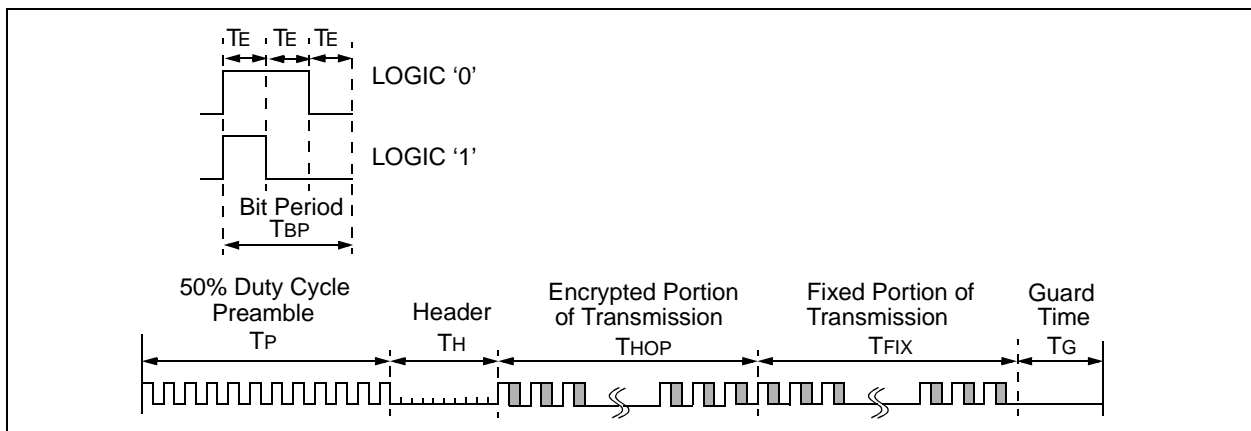 TE TE TE
LOGIC ‘0’
LOGIC ‘1’
Bit Period
TBP
50% Duty Cycle
Preamble
TP
Header
TH
Encrypted Portion
of Transmission
THOP
Fixed Portion of
Transmission
TFIX
Guard
Time
TG